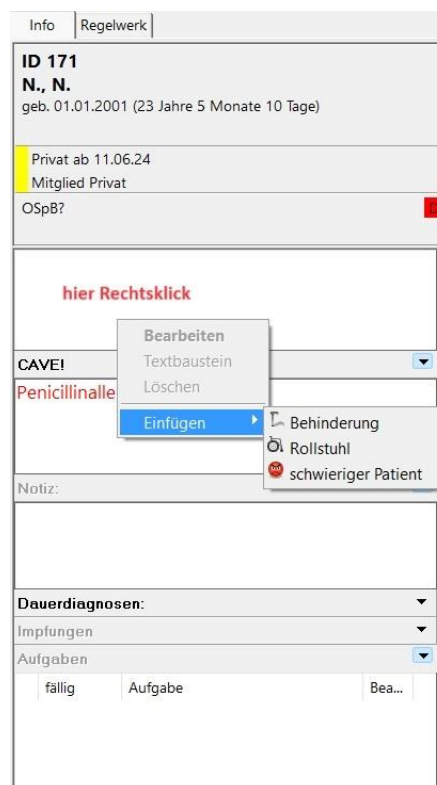 Info Regelwerk
ID 171
N., N.
geb. 01.01.2001 (23 Jahre 5 Monate 10 Tage)
Privat ab 11.06.24
Mitglied Privat
OSpB?
hier Rechtsklick
Bearbeiten
Textbaustein
Löschen
Einfügen
CAVE!
Penicillinalle
Behinderung
Rollstuhl
schwieriger Patient
Notiz:
Dauerdiagnosen:
Impfungen
Aufgaben
fällig Aufgabe Bea...